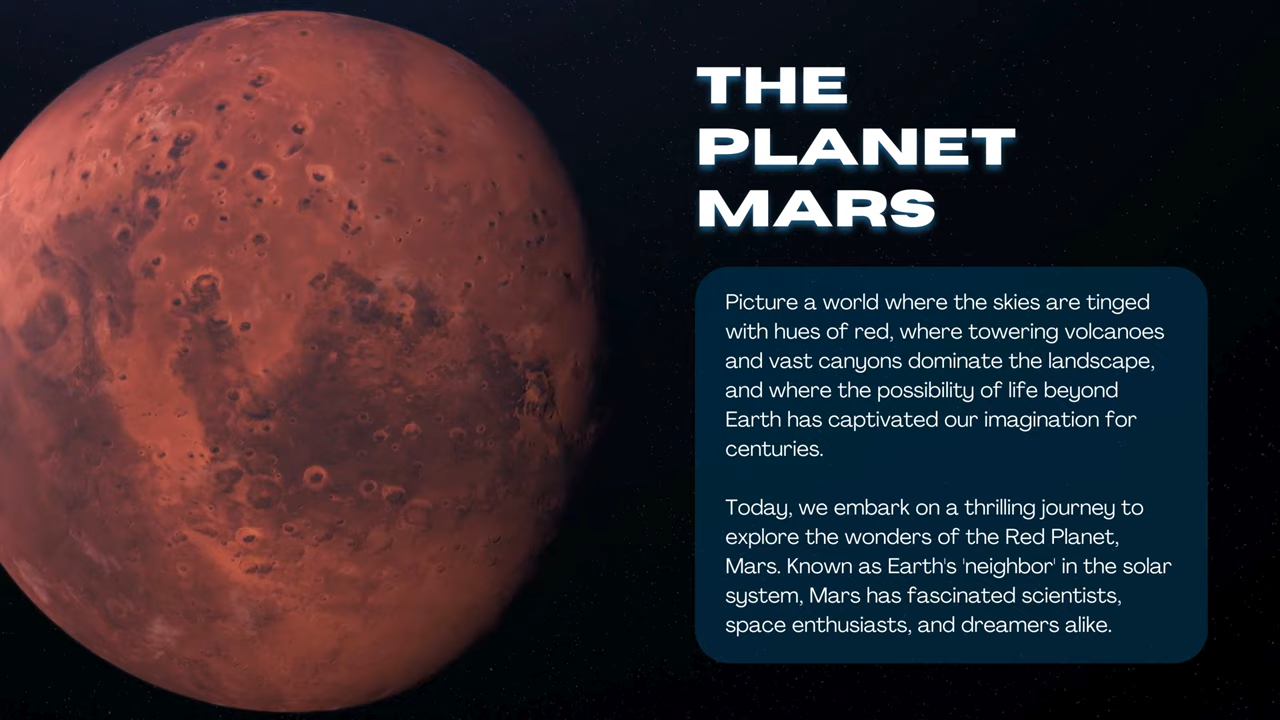 THE
PLANET
MARS
Picture a world where the skies are tinged
with hues of red, where towering volcanoes
and vast canyons dominate the landscape,
and where the possibility of life beyond
Earth has captivated our imagination for
centuries.
Today, we embark on a thrilling journey to
explore the wonders of the Red Planet,
Mars. Known as Earth's 'neighbor' in the solar
system, Mars has fascinated scientists,
space enthusiasts, and dreamers alike.